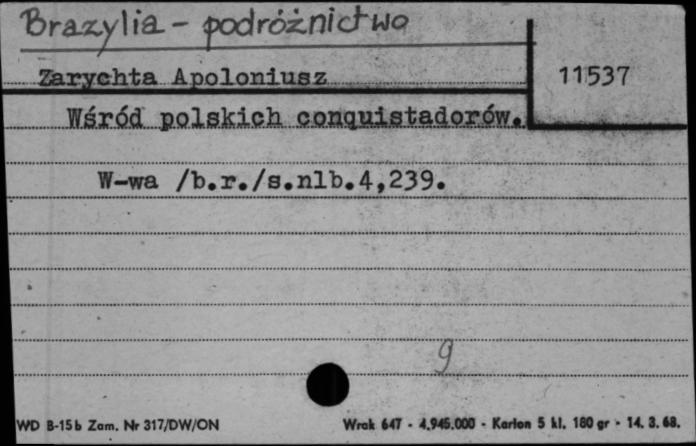 Brazylia - podróżnictwo
Zarychta Apoloniusz
11537
Wśród polskich conquistadorów.
W-wa /b.r./s.nlb.4,239.
9
WD B-15b Zam. Nr 317/DW/ON
Wrak 647 - 4.945.000 - Karton 5 kl. 180 gr - 14. 3. 68.